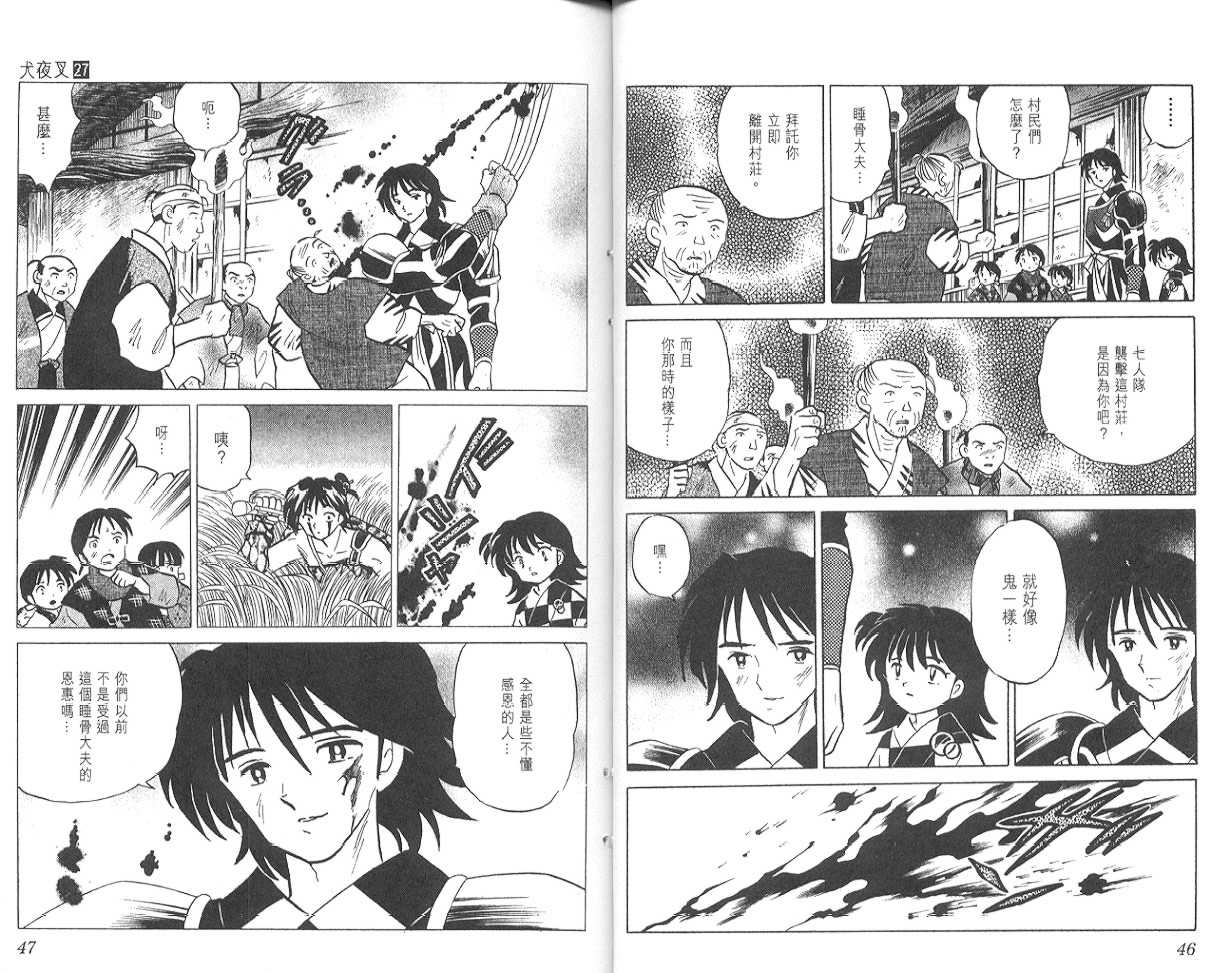 ……
村民們
怎麼了?
睡骨大夫…
拜託你
立即
離開村莊。
七人隊
襲擊這村莊,
是因為你吧?
而且
你那時的樣子…
就好像
鬼一樣…
嘿…
46
犬夜叉27
呃…
甚麼…
咦?
呀…
全都是些不懂
感恩的人…
你們以前
不是受過
這個睡骨大夫的
恩惠嗎…
47